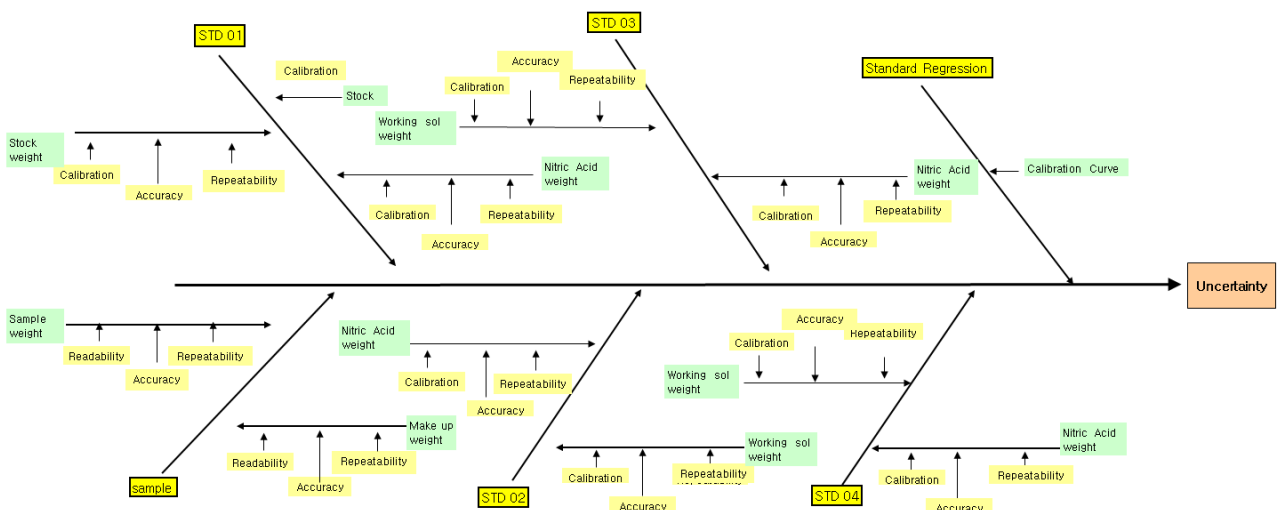 STD 01
STD 03
Standard Regression
Calibration
Stock
Accuracy
Calibration
Repeatability
Working sol
weight
Stock
weight
Calibration
Accuracy
Repeatability
Nitric Acid
weight
Calibration
Repeatability
Accuracy
Nitric Acid
weight
Calibration
Repeatability
Accuracy
Calibration Curve
Uncertainty
Sample
weight
Readability
Accuracy
Repeatability
Nitric Acid
weight
Calibration
Repeatability
Accuracy
Accuracy
Calibration
Repeatability
Working sol
weight
Make up
weight
Readability
Repeatability
Accuracy
Working sol
weight
Calibration
Repeatability
Accuracy
Nitric Acid
weight
Calibration
Repeatability
Accuracy
sample
STD 02
STD 04